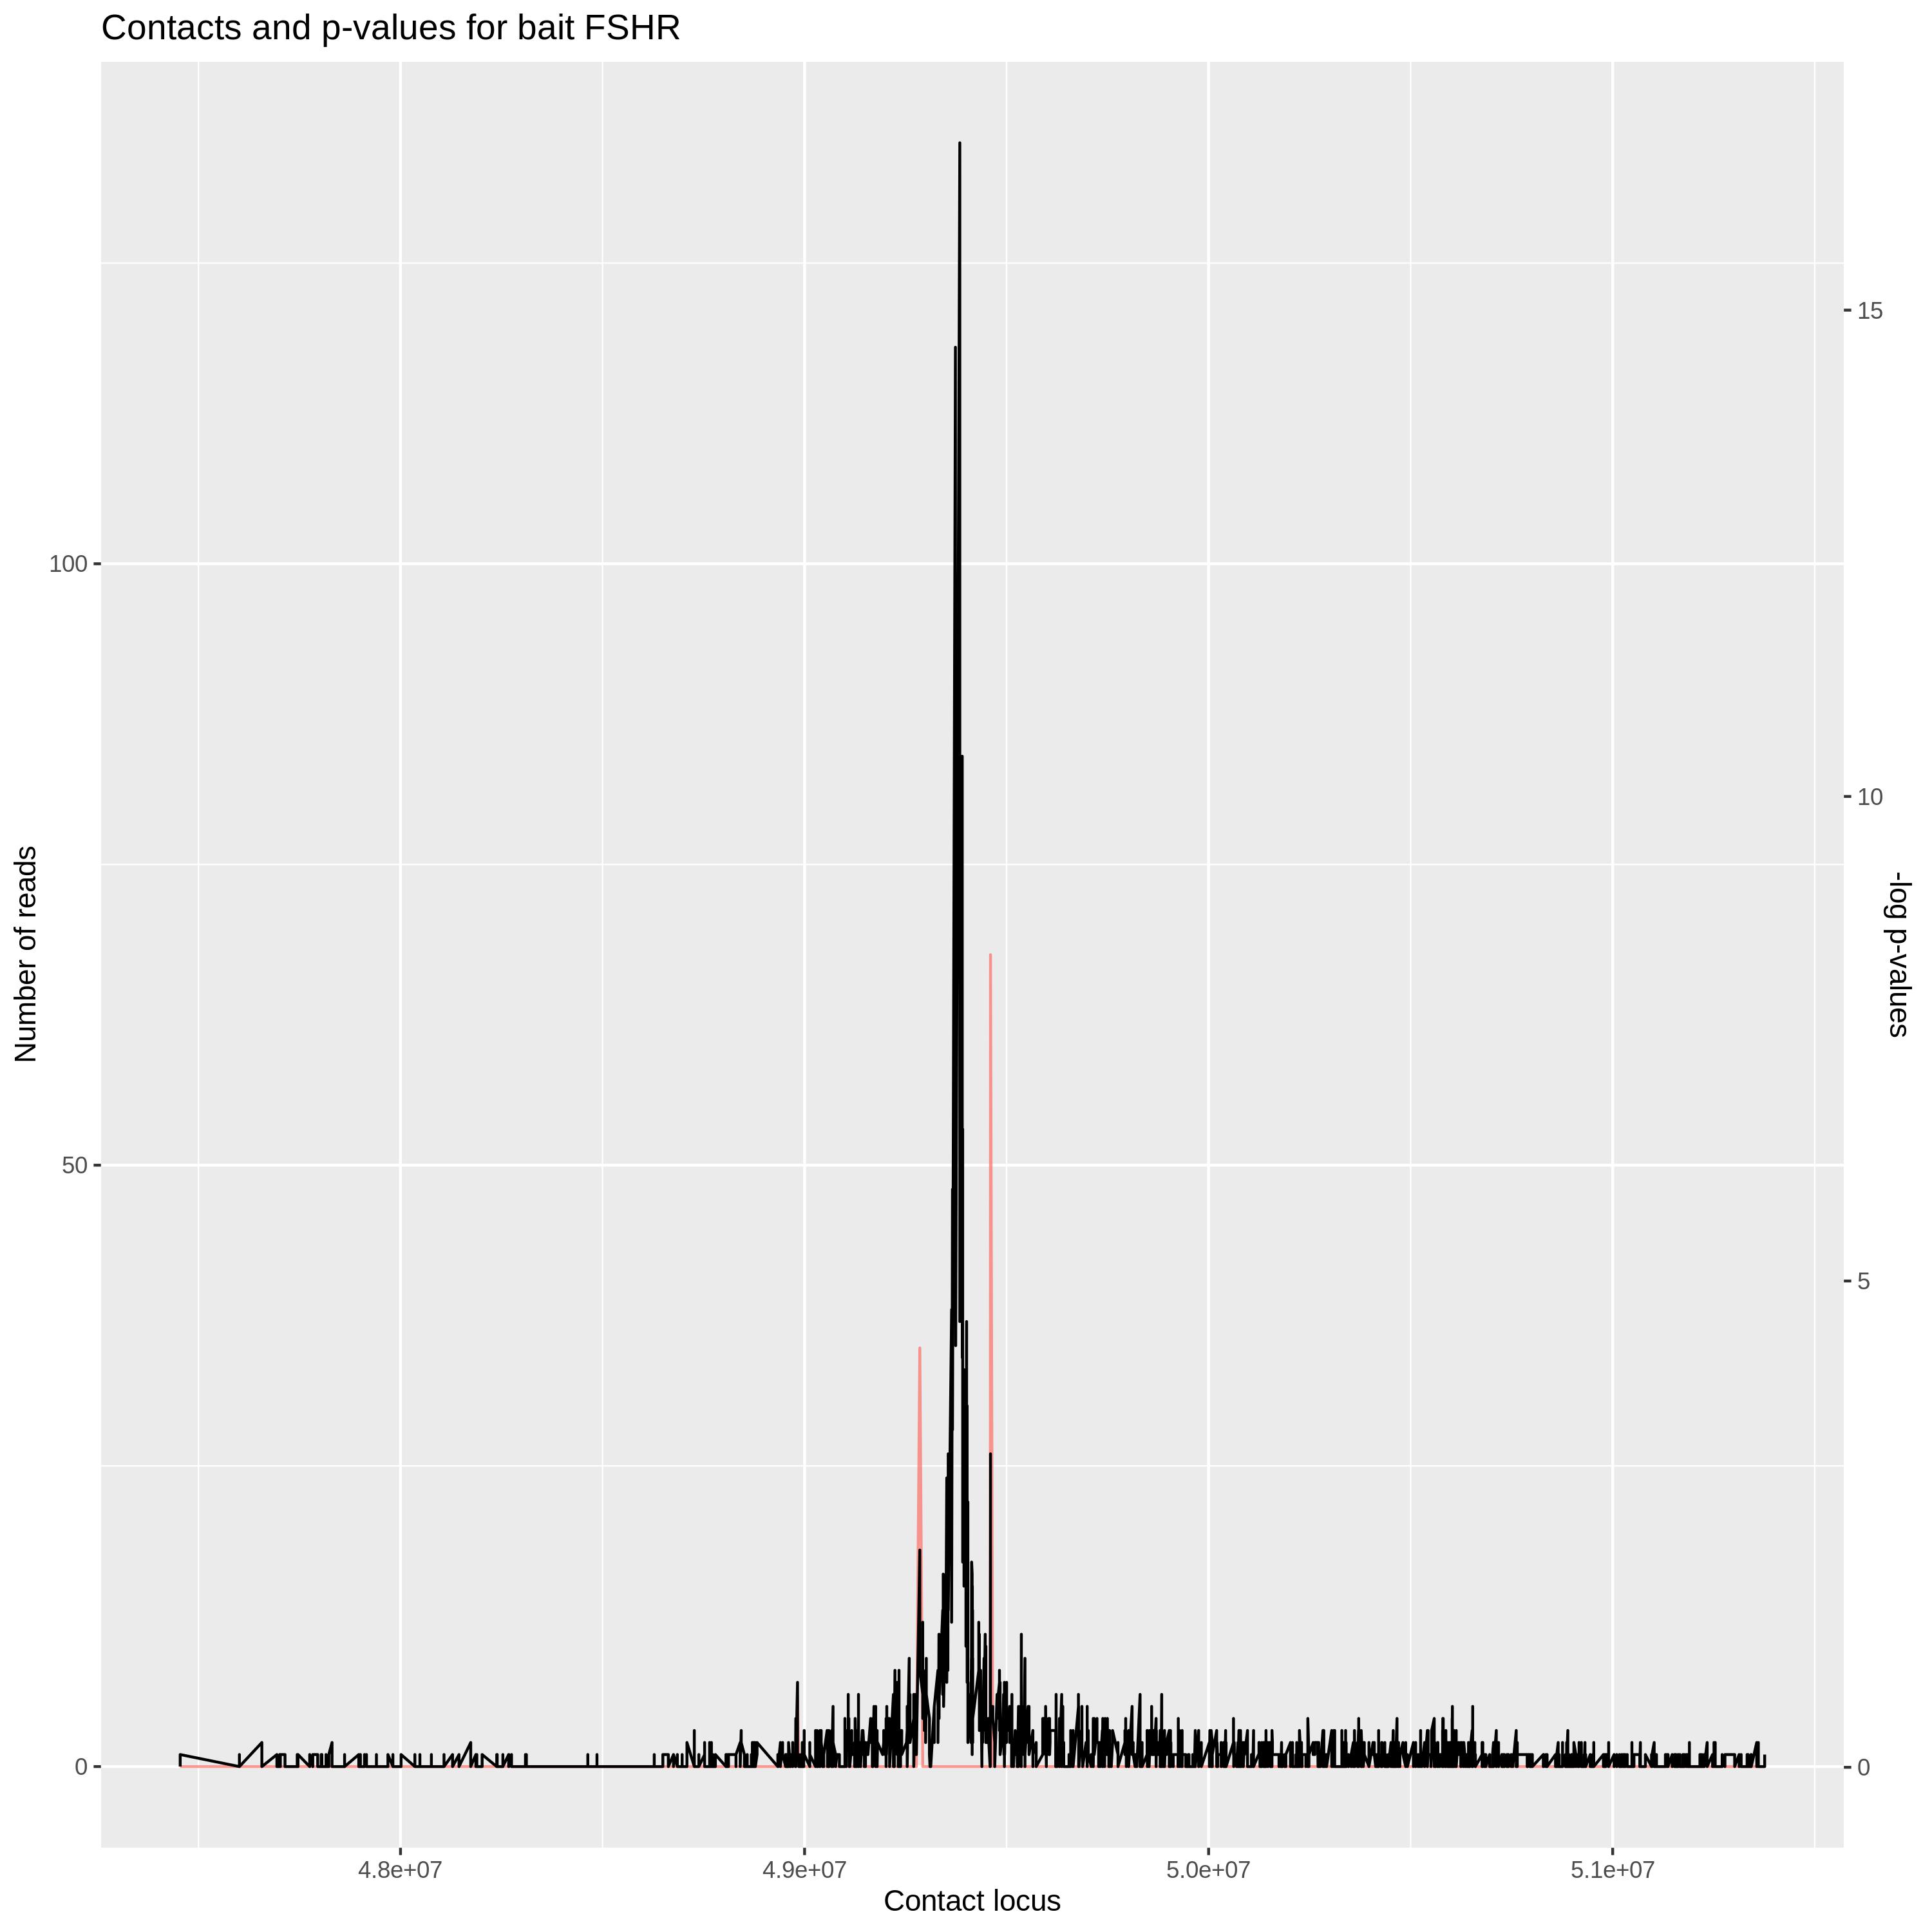 Contacts and p-values for bait FSHR
100
50
0
Number of reads
15
10
5
0
-log p-values
4.8e+07
4.9e+07
5.0e+07
5.1e+07
Contact locus